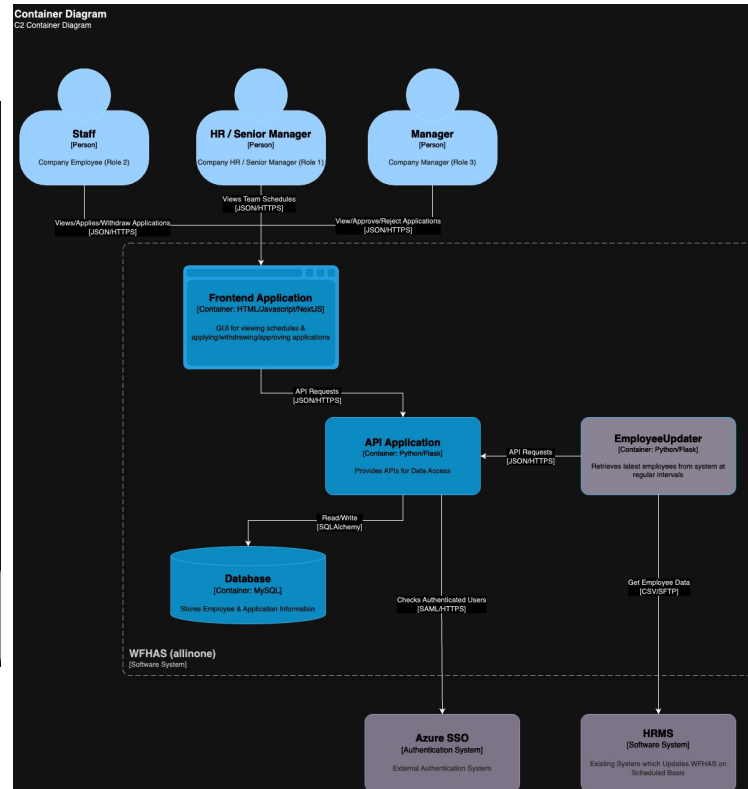 Container Diagram
C2 Container Diagram
Staff
[Person]
Company Employee (Role 2)
HR / Senior Manager
[Person]
Company HR / Senior Manager (Role 1)
Manager
[Person]
Company Manager (Role 3)
Views Team Schedules
[JSON/HTTPS]
Views/Applies/Withdraw Applications
[JSON/HTTPS]
View/Approve/Reject Applications
[JSON/HTTPS]
Frontend Application
[Container: HTML/Javascript/NextJS]
GUI for viewing schedules &
applying/withdrawing/approving applications
API Requests
[JSON/HTTPS]
API Application
[Container: Python/Flask]
Provides APIs for Data Access
API Requests
[JSON/HTTPS]
EmployeeUpdater
[Container: Python/Flask]
Retrieves latest employees from system at
regular intervals
Read/Write
[SQLAlchemy]
Database
[Container: MySQL]
Stores Employee & Application Information
Checks Authenticated Users
[SAML/HTTPS]
Get Employee Data
[CSV/SFTP]
WFHAS (allinone)
[Software System]
Azure SSO
[Authentication System]
External Authentication System
HRMS
[Software System]
Existing System which Updates WFHAS on
Scheduled Basis